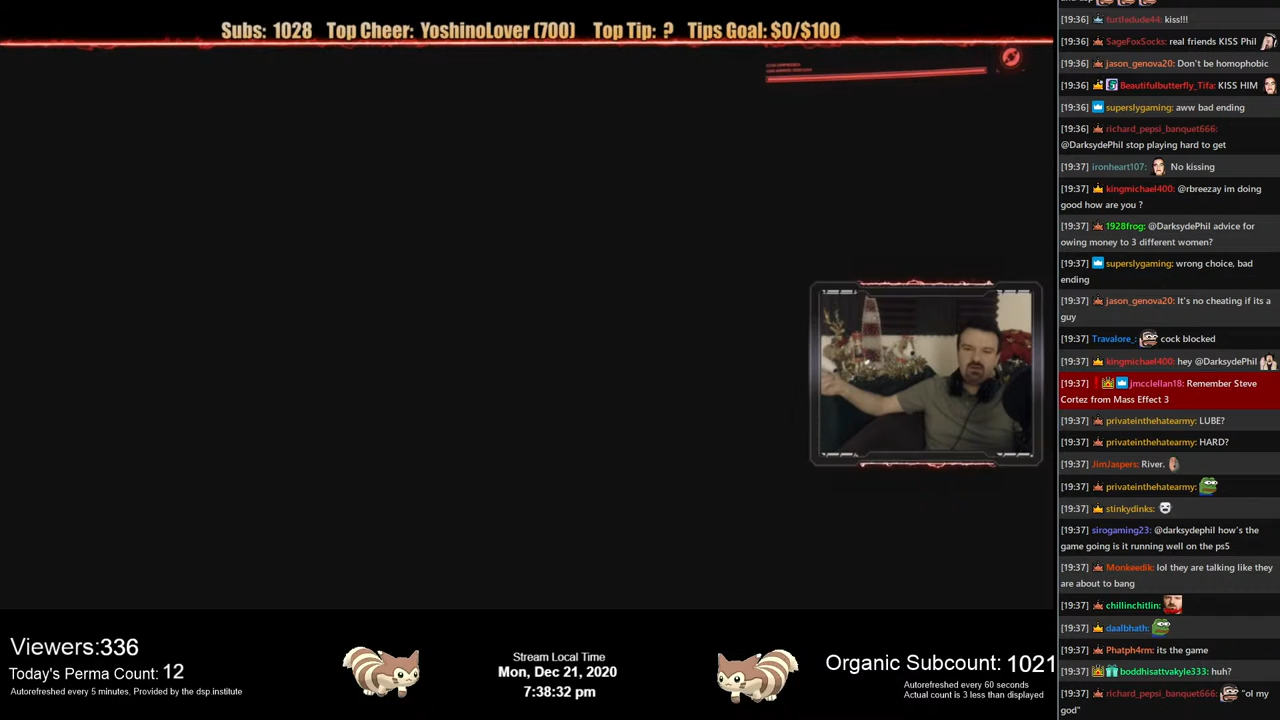 Subs: 1028 Top Cheer: YoshinoLover (700) Top Tip: ? Tips Goal: $0/$100
[19:36] turtledude44: kiss!!!
[19:36] SageFoxSocks: real friends KISS Phil
[19:36] jason_genova20: Don't be homophobic
[19:36] Beautifulbutterfly_Tifa: KISS HIM
[19:36] superslygaming: aww bad ending
[19:36] richard_pepsi_banquet666:
@DarksydePhil stop playing hard to get
[19:37] ironheart107: No kissing
[19:37] kingmichael400: @rbreezay im doing
good how are you ?
[19:37] 1928frog: @DarksydePhil advice for
owing money to 3 different women?
[19:37] superslygaming: wrong choice, bad
ending
[19:37] jason_genova20: It's no cheating if its a
guy
[19:37] Travalore_: cock blocked
[19:37] kingmichael400: hey @DarksydePhil
[19:37] jmcclellan18: Remember Steve
Cortez from Mass Effect 3
[19:37] privateinthehatearmy: LUBE?
[19:37] privateinthehatearmy: HARD?
[19:37] JimJaspers: River.
[19:37] privateinthehatearmy:
[19:37] stinkydinks:
[19:37] sirogaming23: @darksydephil how's the
game going is it running well on the ps5
[19:37] Monkeedik: lol they are talking like they
are about to bang
[19:37] chillinchitlin:
[19:37] daalbhath:
[19:37] Phatph4rm: its the game
[19:37] boddhisattvakyle333: huh?
[19:37] richard_pepsi_banquet666: "ol my
god"
Viewers:336
Today's Perma Count: 12
Autorefreshed every 5 minutes, Provided by the dsp.institute
Stream Local Time
Mon, Dec 21, 2020
7:38:32 pm
Organic Subcount: 1021
Autorefreshed every 60 seconds
Actual count is 3 less than displayed